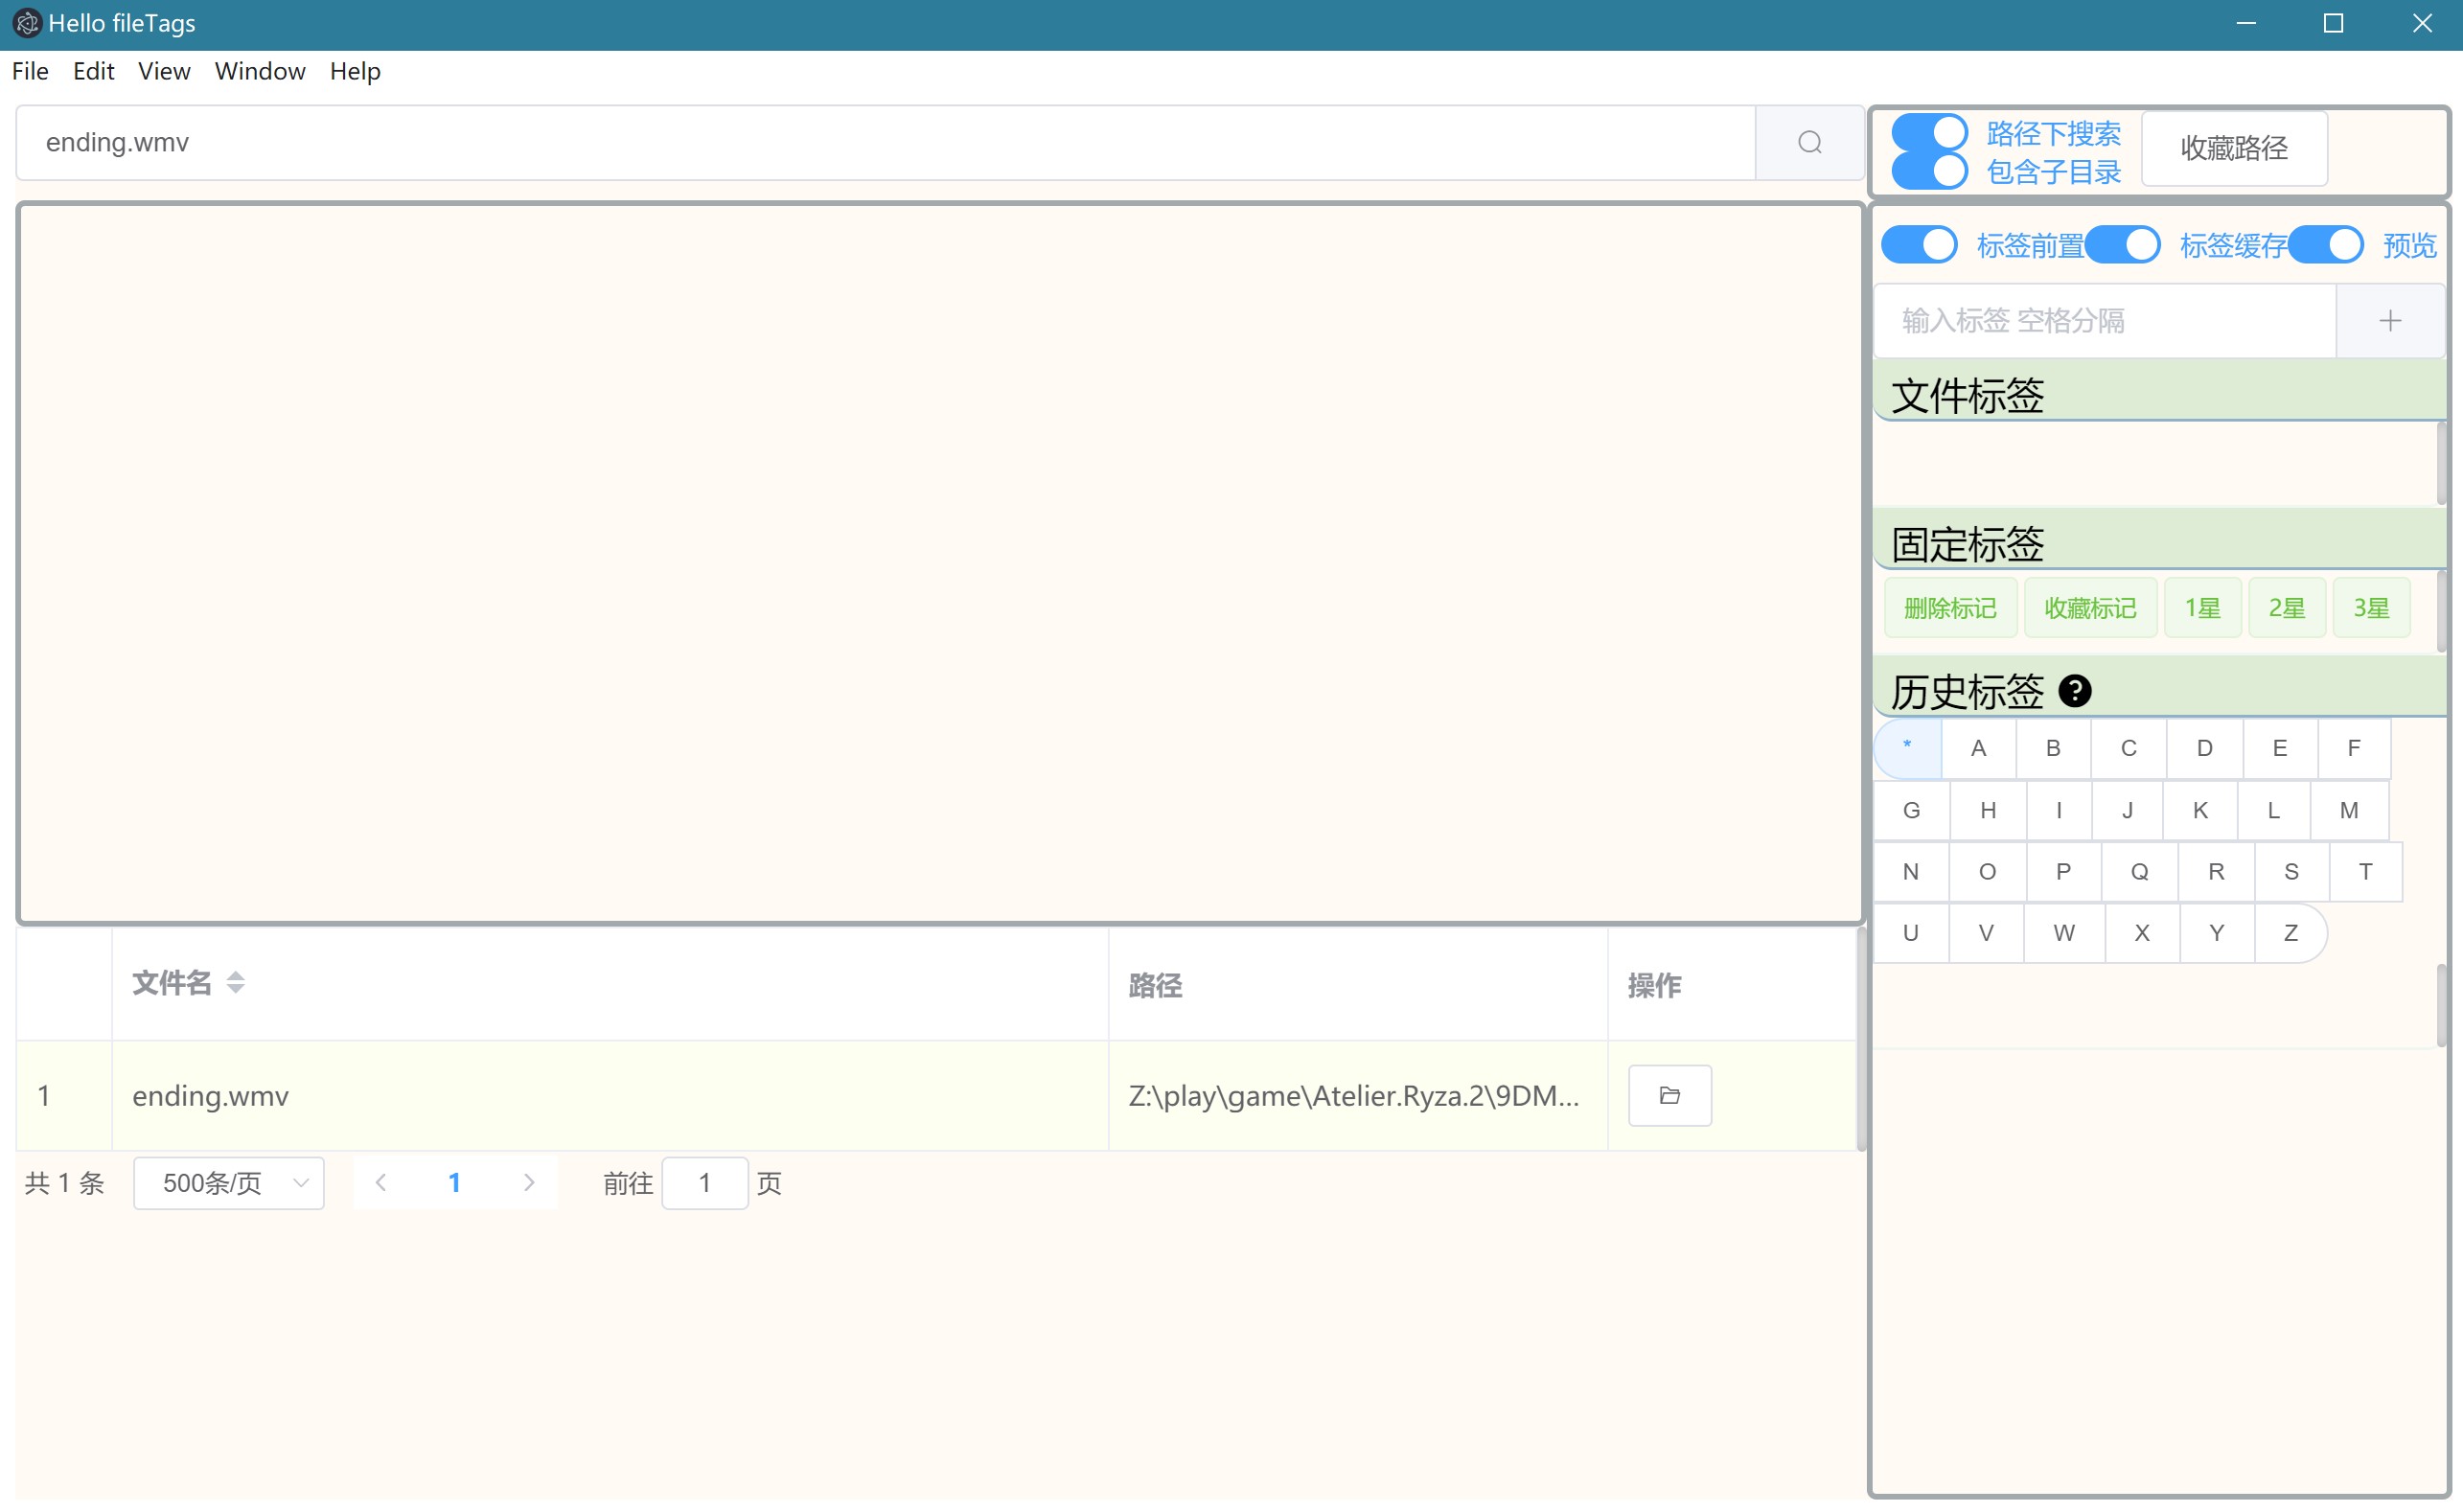 Hello fileTags
File Edit View Window Help
ending.wmv
路径下搜索
包含子目录
收藏路径
标签前置 标签缓存 预览
输入标签 空格分隔
文件标签
固定标签
删除标记 收藏标记 1星 2星 3星
历史标签
* A B C D E F
G H I J K L M
N O P Q R S T
U V W X Y Z
文件名 路径 操作
1 ending.wmv Z:\play\game\Atelier.Ryza.2\9DM...
共 1 条 500条/页 1 前往 1 页